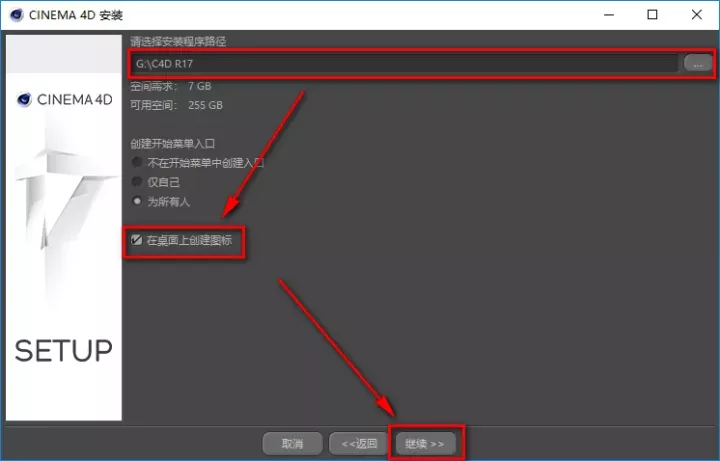 CINEMA 4D 安装
请选择安装程序路径
G:\C4D R17
...
空间需求： 7 GB
可用空间： 255 GB
CINEMA 4D
创建开始菜单入口
不在开始菜单中创建入口
仅自己
为所有人
在桌面上创建图标
SETUP
取消
<<返回
继续 >>